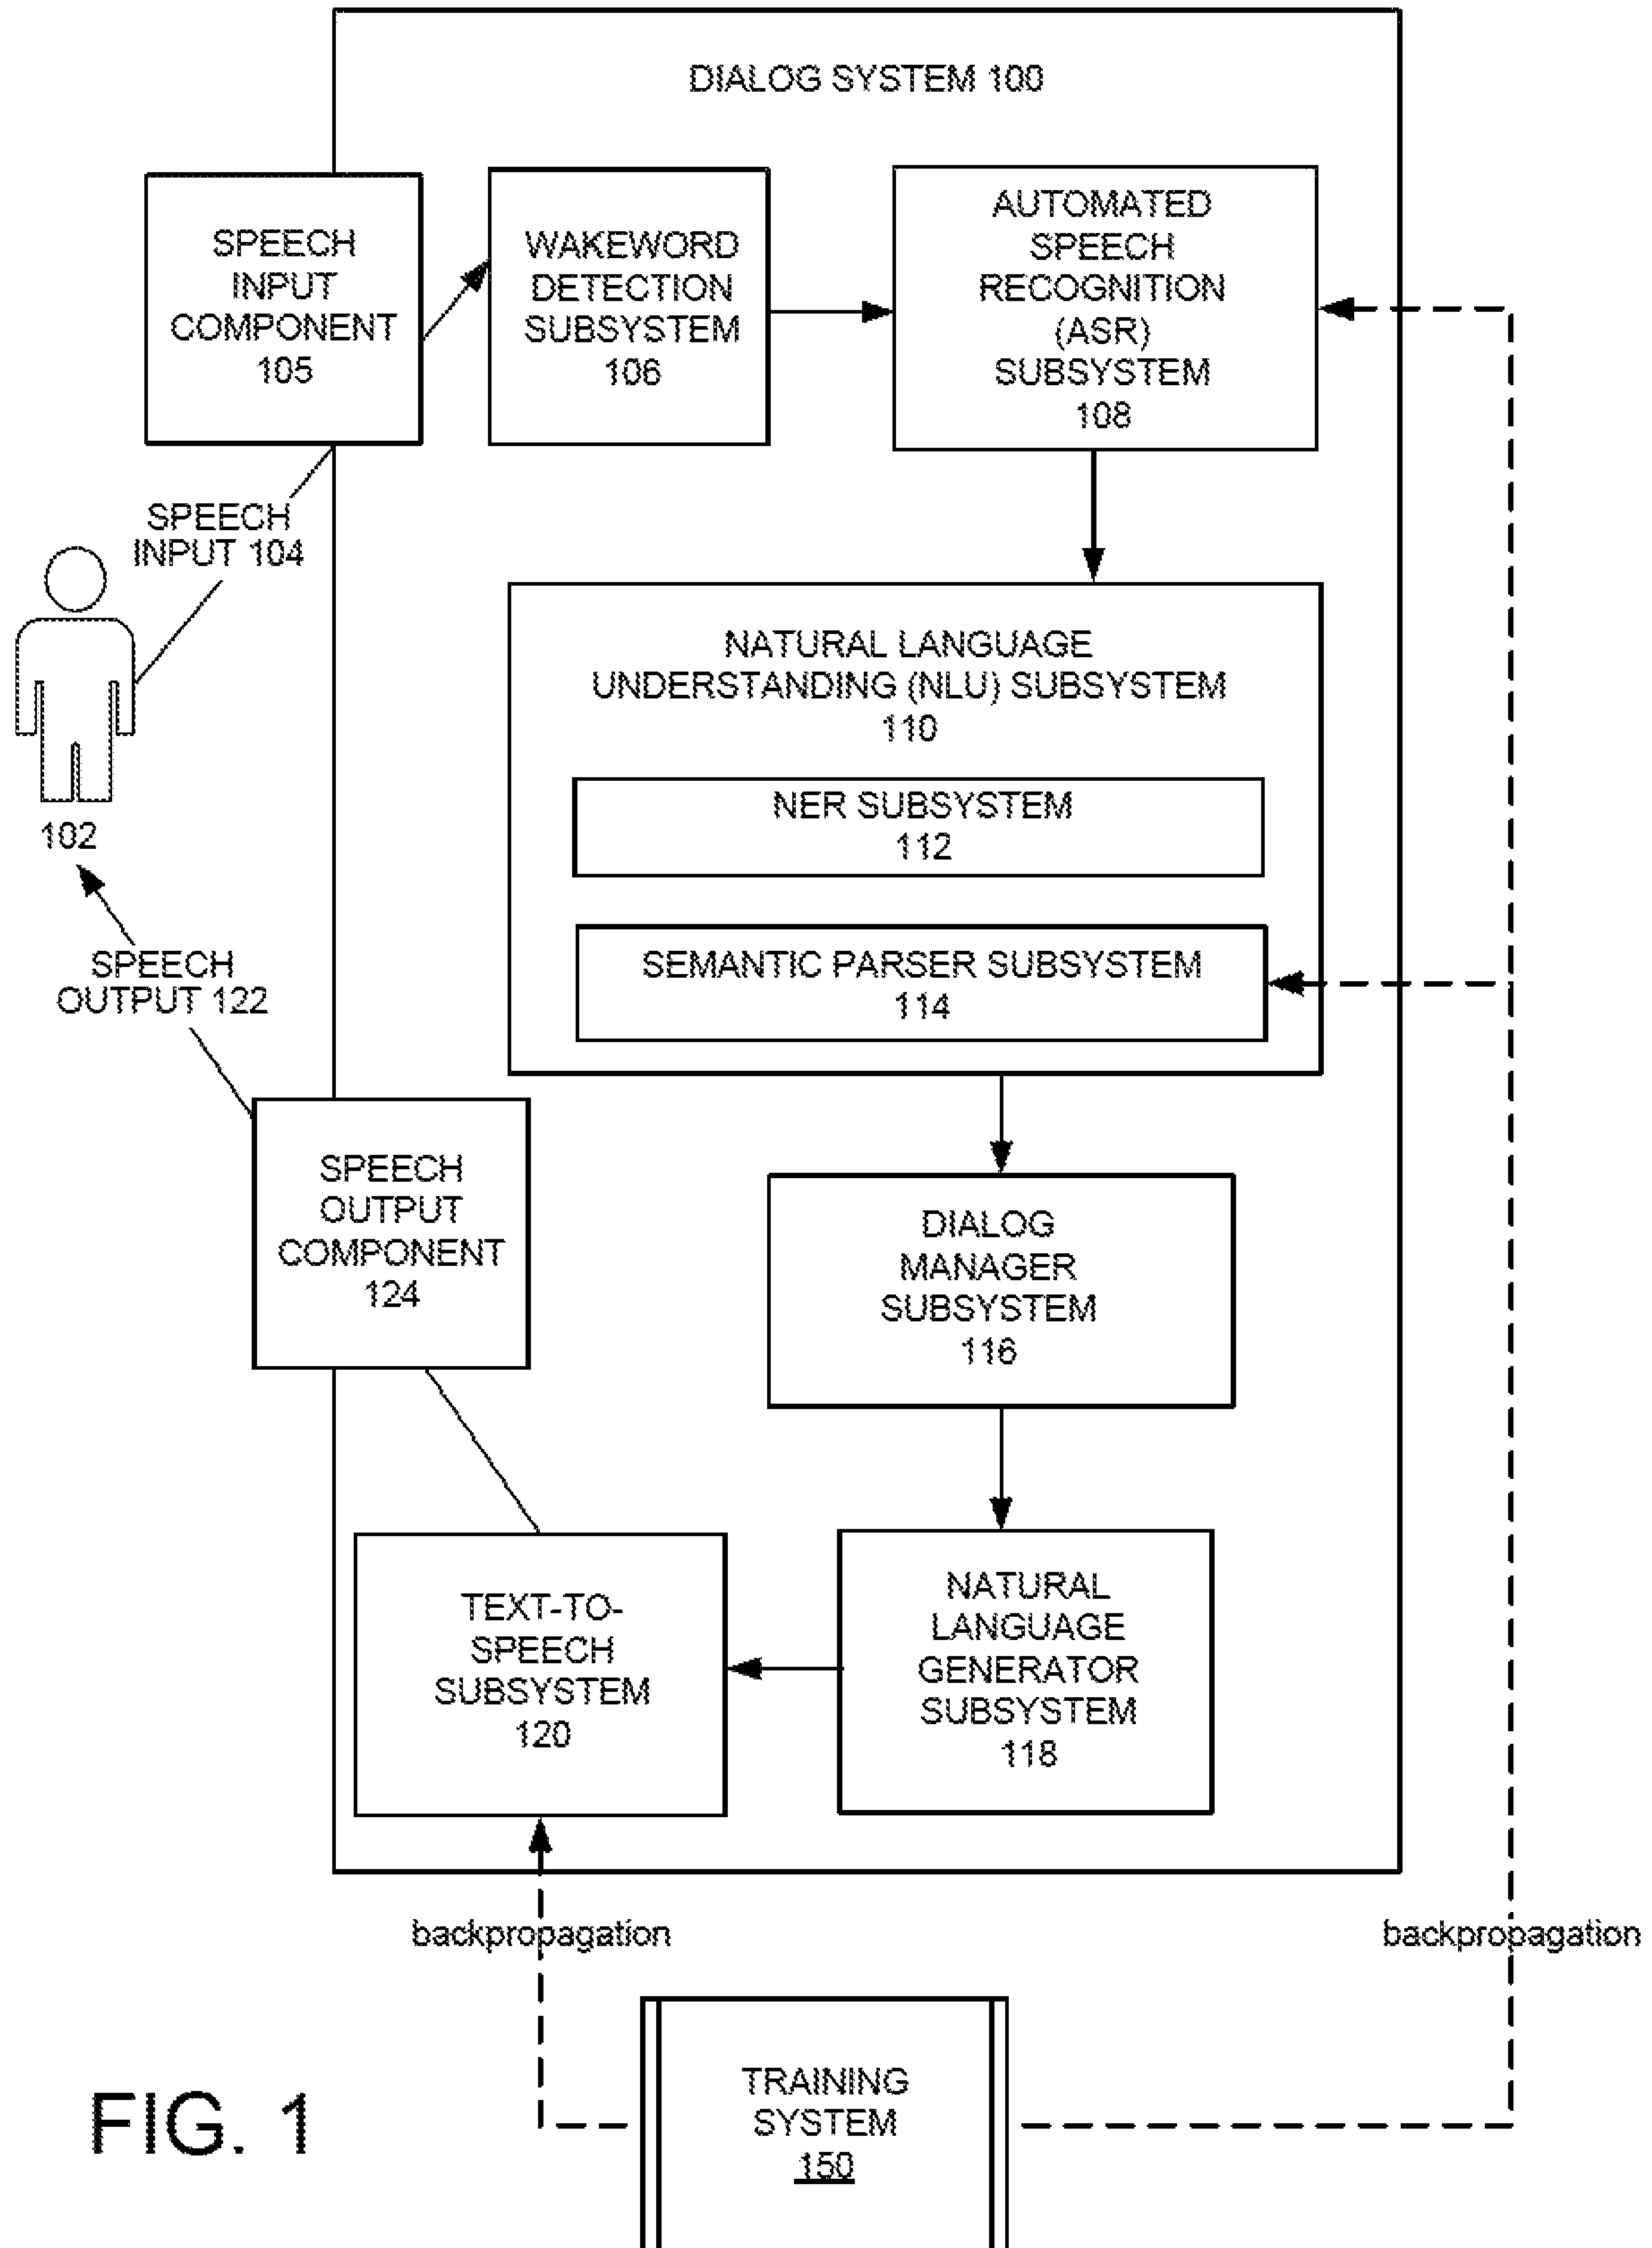 DIALOG SYSTEM 100
SPEECH
INPUT
COMPONENT
105
WAKEWORD
DETECTION
SUBSYSTEM
106
AUTOMATED
SPEECH
RECOGNITION
(ASR)
SUBSYSTEM
108
SPEECH
INPUT 104
102
NATURAL LANGUAGE
UNDERSTANDING (NLU) SUBSYSTEM
110
NER SUBSYSTEM
112
SEMANTIC PARSER SUBSYSTEM
114
SPEECH
OUTPUT 122
SPEECH
OUTPUT
COMPONENT
124
DIALOG
MANAGER
SUBSYSTEM
116
TEXT-TO-
SPEECH
SUBSYSTEM
120
NATURAL
LANGUAGE
GENERATOR
SUBSYSTEM
118
backpropagation
backpropagation
TRAINING
SYSTEM
150
FIG. 1